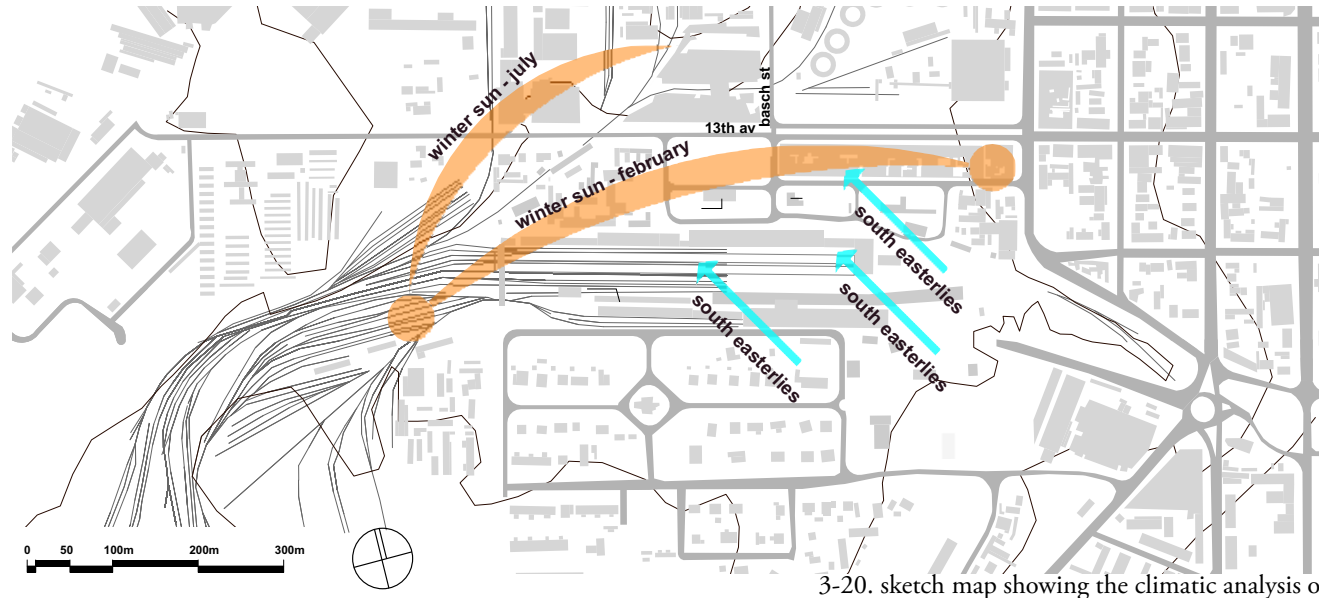 winter sun - july
basch st
13th av
winter sun - february
south easterlies
south easterlies
south easterlies
0 50 100m 200m 300m
3-20. sketch map showing the climatic analysis o